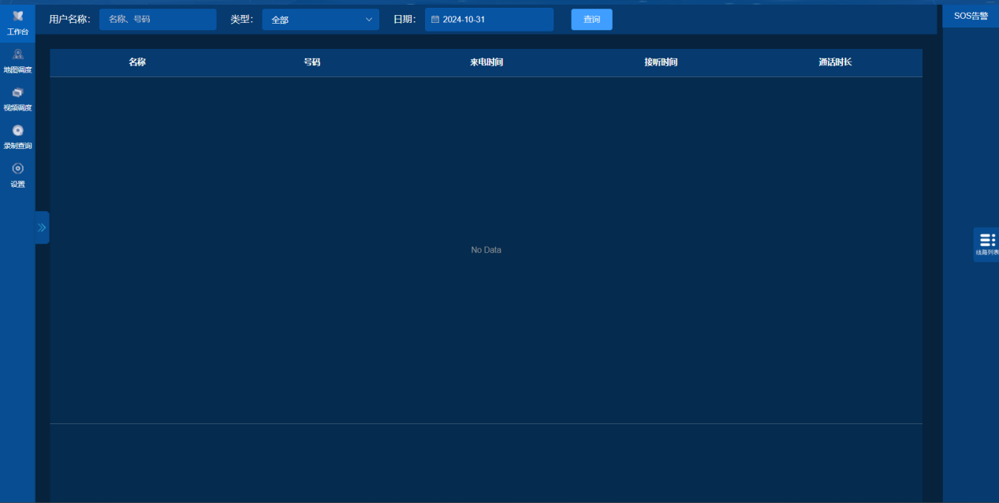 用户名称: 名称、号码 类型: 全部 日期: 2024-10-31 查询
SOS告警
工作台
地图调度
视频调度
录制查询
设置
名称 号码 来电时间 接听时间 通话时长
No Data
线路列表